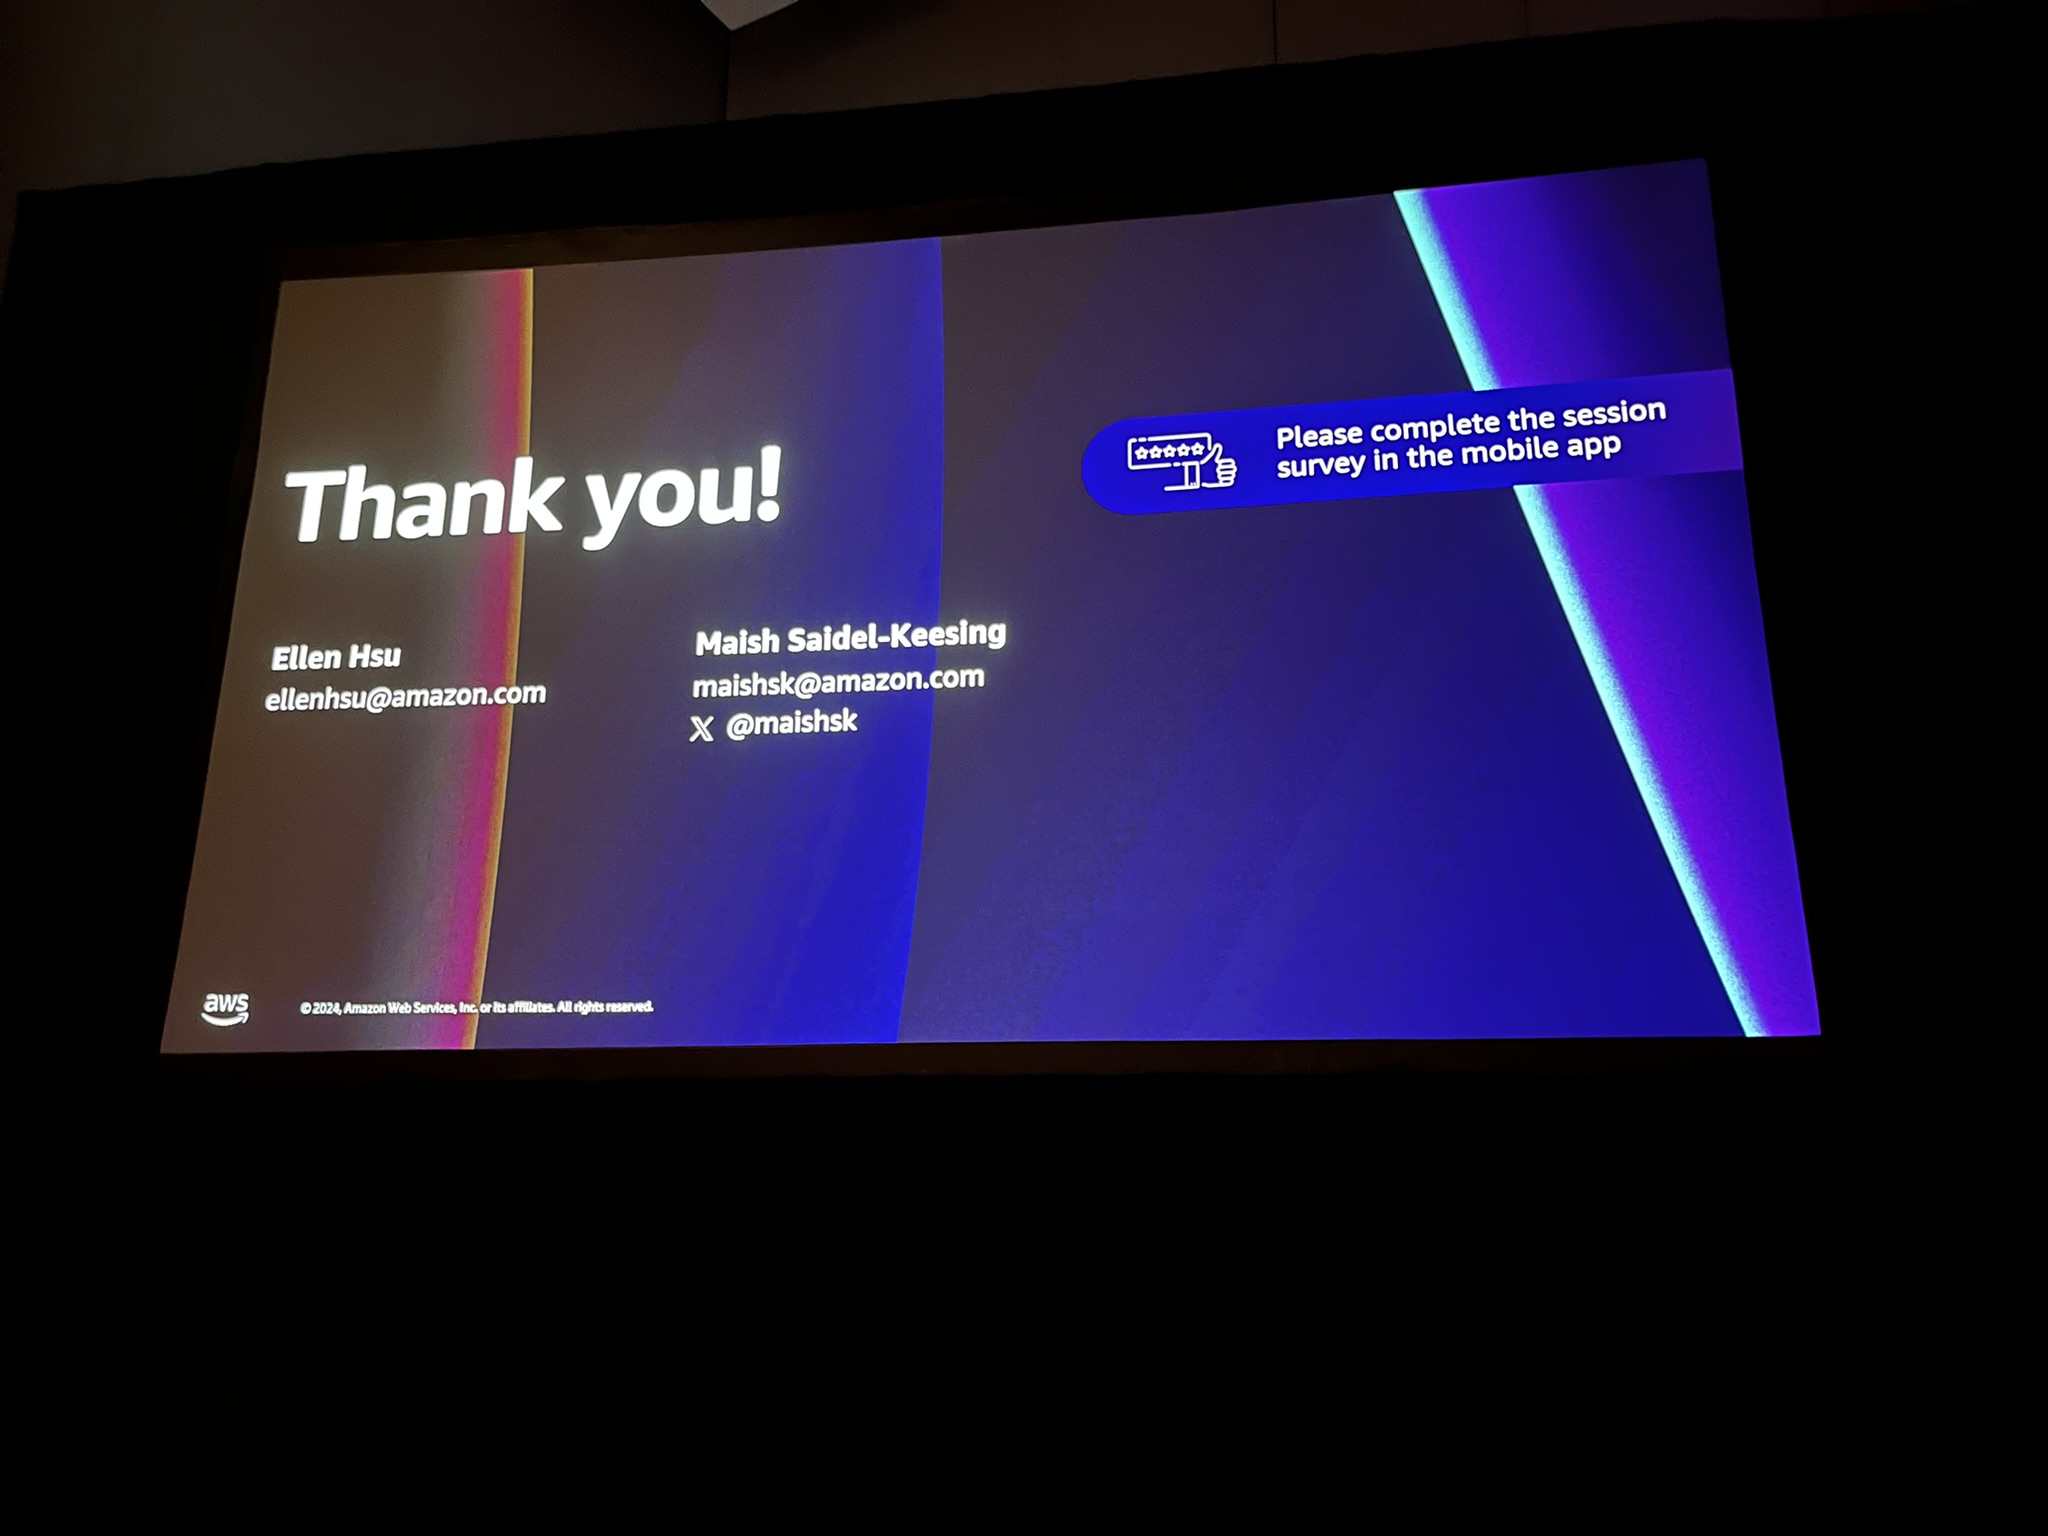 Thank you!
Please complete the session
survey in the mobile app
Ellen Hsu
ellenhsu@amazon.com
Maish Saidel-Keesing
maishsk@amazon.com
X @maishsk
aws
© 2024, Amazon Web Services, Inc. or its affiliates. All rights reserved.